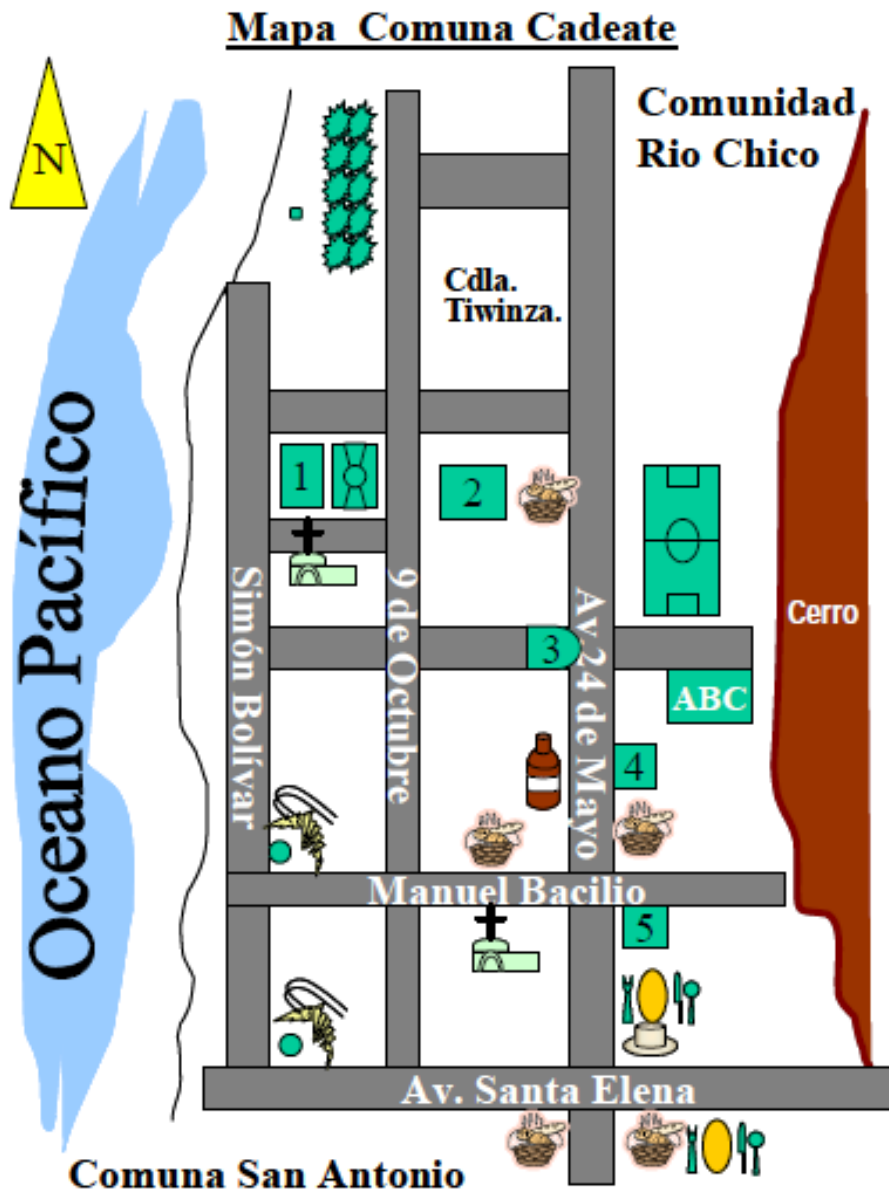 Mapa Comuna Cadeate
N
Comunidad
Rio Chico
Cdla.
Tiwinza.
Oceano Pacífico
1
2
Simón Bolívar
9 de Octubre
Av.24 de Mayo
Cerro
3
ABC
4
Manuel Bacilio
5
Av. Santa Elena
Comuna San Antonio